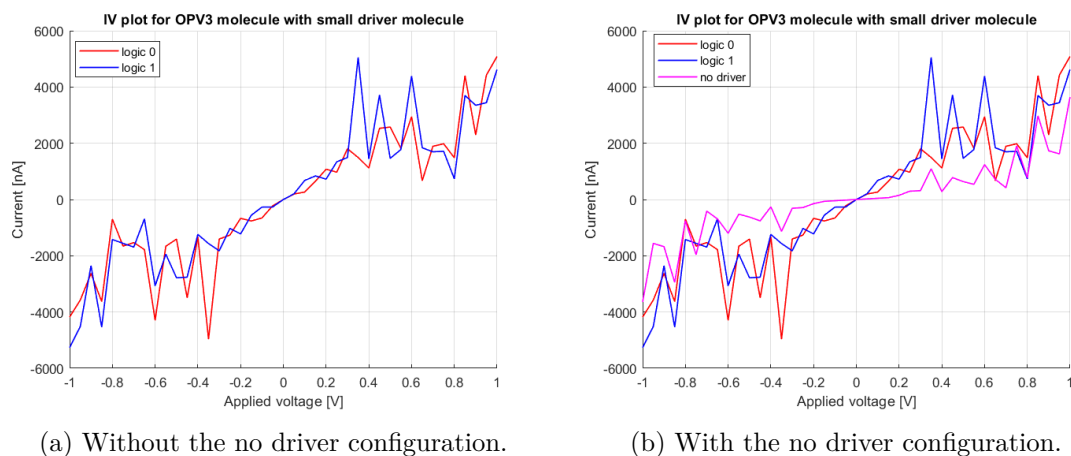 IV plot for OPV3 molecule with small driver molecule
6000
4000
2000
0
-2000
-4000
-6000
Current [nA]
logic 0
logic 1
-1
-0.8
-0.6
-0.4
-0.2
0
0.2
0.4
0.6
0.8
1
Applied voltage [V]
(a) Without the no driver configuration.
IV plot for OPV3 molecule with small driver molecule
6000
4000
2000
0
-2000
-4000
-6000
Current [nA]
logic 0
logic 1
no driver
-1
-0.8
-0.6
-0.4
-0.2
0
0.2
0.4
0.6
0.8
1
Applied voltage [V]
(b) With the no driver configuration.